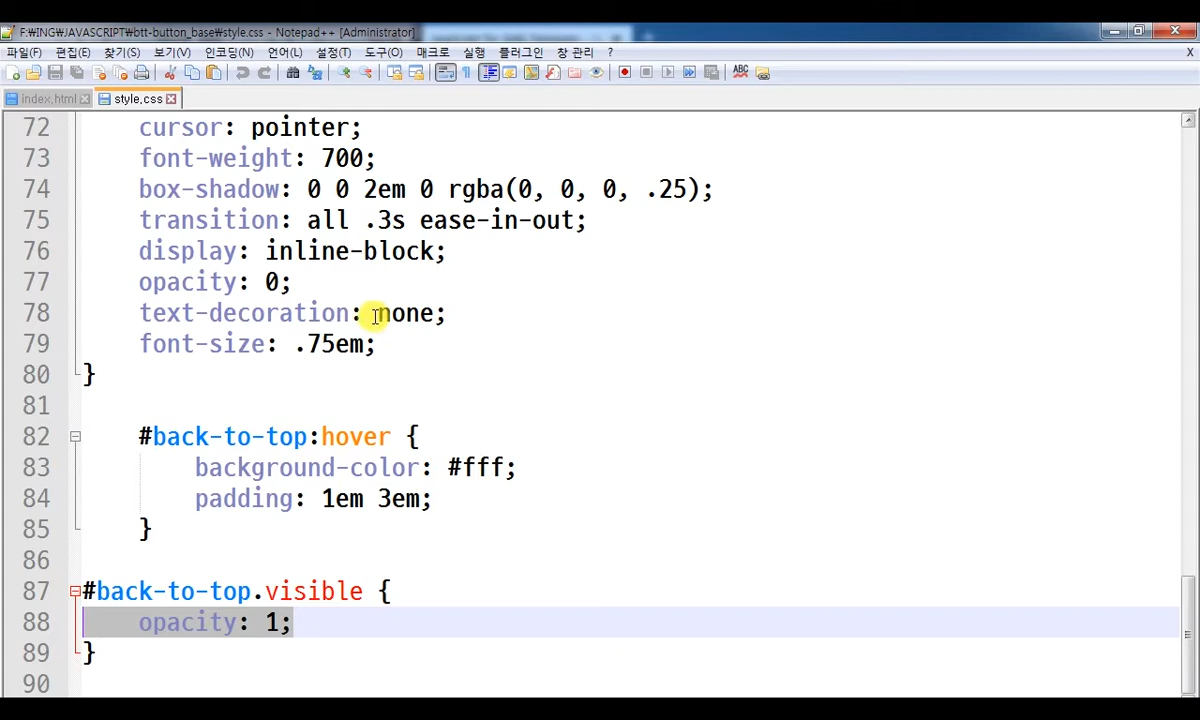 F:₩ING₩JAVASCRIPT₩btt-button_base₩style.css - Notepad++ [Administrator]
파일(F) 편집(E) 찾기(S) 보기(V) 인코딩(N) 언어(L) 설정(T) 도구(O) 매크로 실행 플러그인 창 관리 ? X
ABC
index.html style.css
72 cursor: pointer;
73 font-weight: 700;
74 box-shadow: 0 0 2em 0 rgba(0, 0, 0, .25);
75 transition: all .3s ease-in-out;
76 display: inline-block;
77 opacity: 0;
78 text-decoration: none;
79 font-size: .75em;
80 }
81
82 #back-to-top:hover {
83 background-color: #fff;
84 padding: 1em 3em;
85 }
86
87 #back-to-top.visible {
88 opacity: 1;
89 }
90